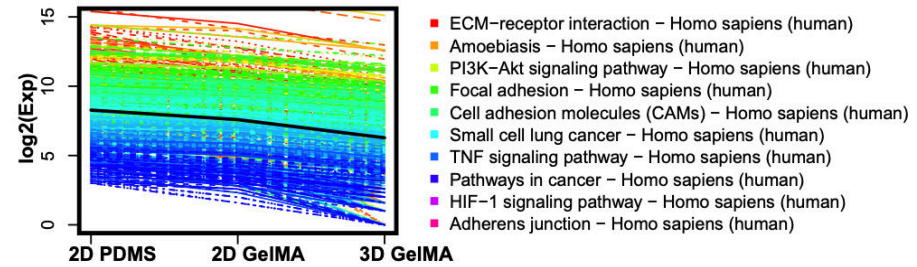 log2(Exp)
15
10
5
0
2D PDMS 2D GelMA 3D GelMA
ECM−receptor interaction − Homo sapiens (human)
Amoebiasis − Homo sapiens (human)
PI3K−Akt signaling pathway − Homo sapiens (human)
Focal adhesion − Homo sapiens (human)
Cell adhesion molecules (CAMs) − Homo sapiens (human)
Small cell lung cancer − Homo sapiens (human)
TNF signaling pathway − Homo sapiens (human)
Pathways in cancer − Homo sapiens (human)
HIF−1 signaling pathway − Homo sapiens (human)
Adherens junction − Homo sapiens (human)